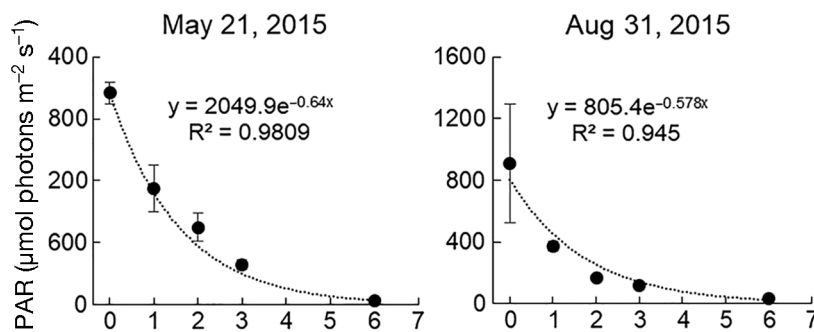 May 21, 2015
Aug 31, 2015
PAR (μmol photons m⁻² s⁻¹)
400
800
200
600
0
y = 2049.9e⁻⁰·⁶⁴ˣ
R² = 0.9809
0 1 2 3 4 5 6 7
1600
1200
800
400
0
y = 805.4e⁻⁰·⁵⁷⁸ˣ
R² = 0.945
0 1 2 3 4 5 6 7